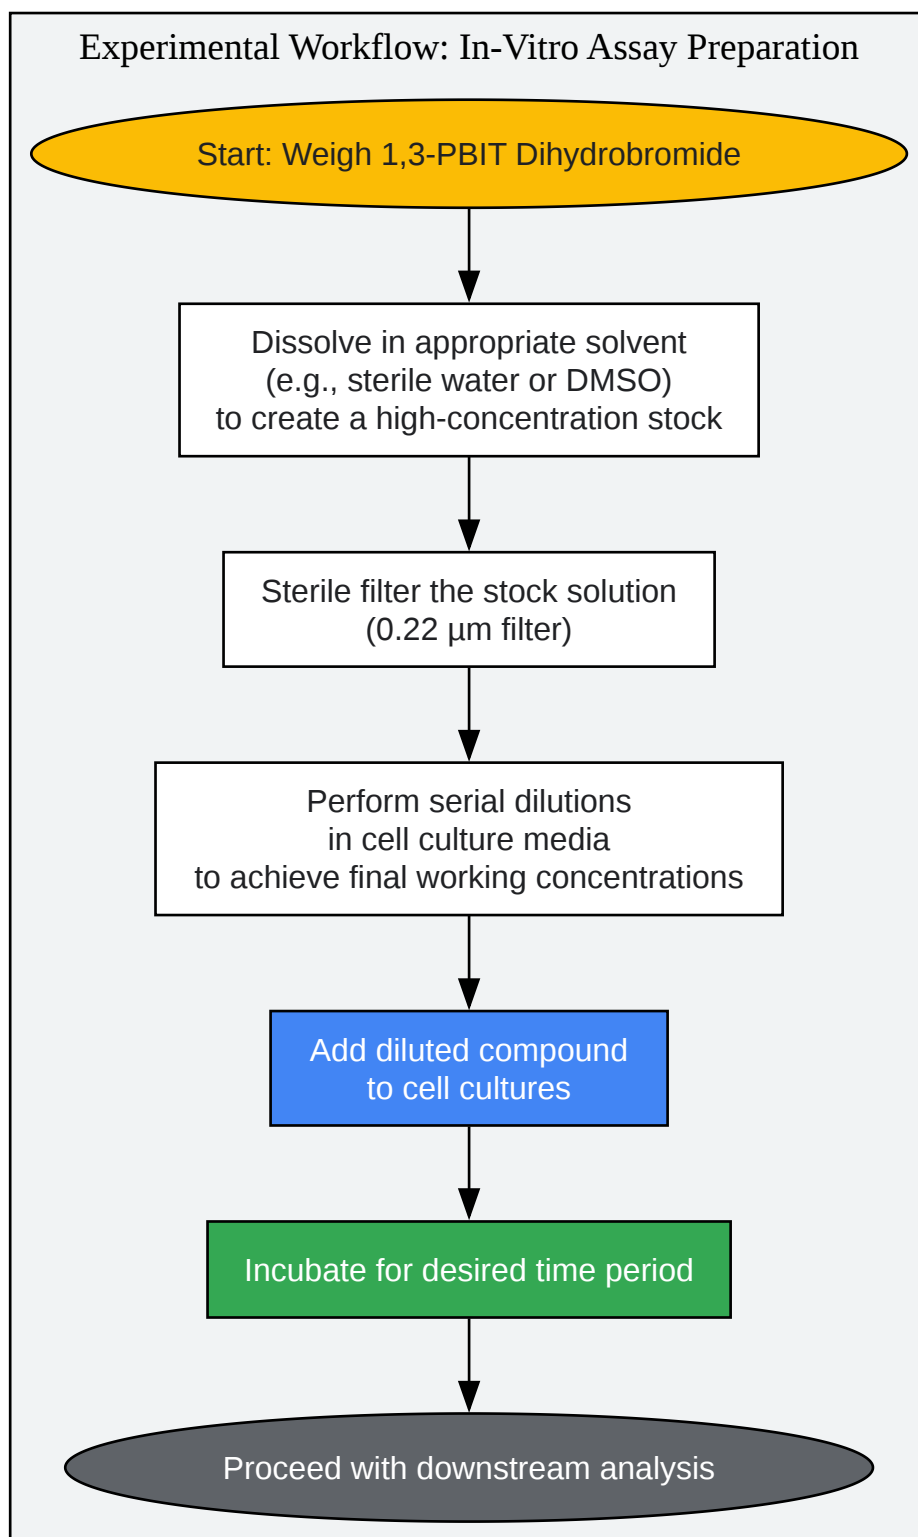 Experimental Workflow: In-Vitro Assay Preparation
Start: Weigh 1,3-PBIT Dihydrobromide
Dissolve in appropriate solvent
(e.g., sterile water or DMSO)
to create a high-concentration stock
Sterile filter the stock solution
(0.22 µm filter)
Perform serial dilutions
in cell culture media
to achieve final working concentrations
Add diluted compound
to cell cultures
Incubate for desired time period
Proceed with downstream analysis